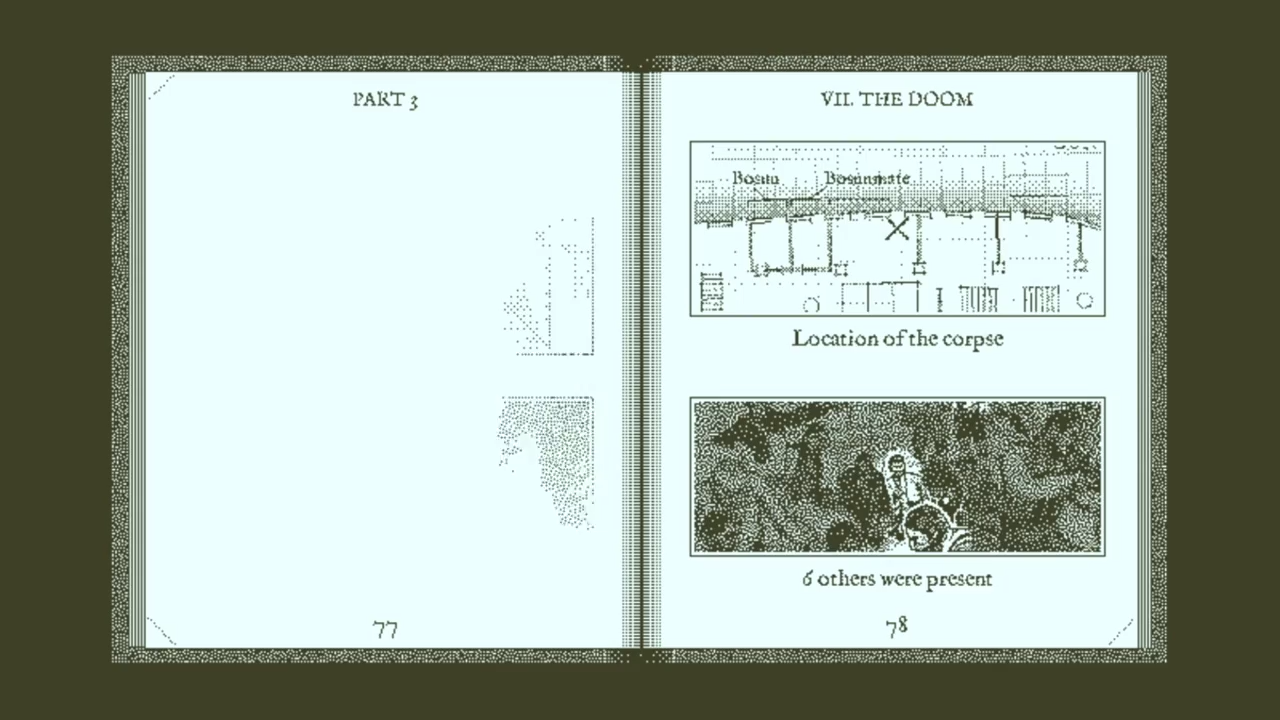 PART 3
77
VII. THE DOOM
Bosun
Bosunmate
Location of the corpse
6 others were present
78